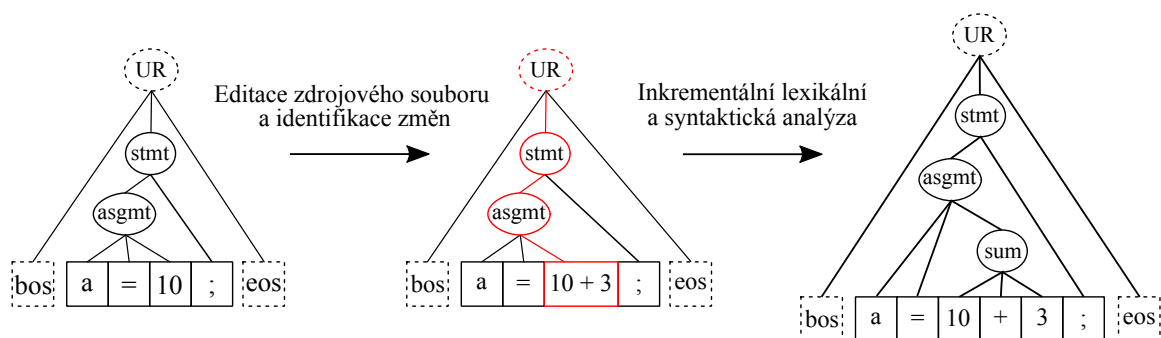 UR
stmt
asgmt
bos a = 10 ; eos
Editace zdrojového souboru
a identifikace změn
UR
stmt
asgmt
bos a = 10 + 3 ; eos
Inkrementální lexikální
a syntaktická analýza
UR
stmt
asgmt
sum
bos a = 10 + 3 ; eos